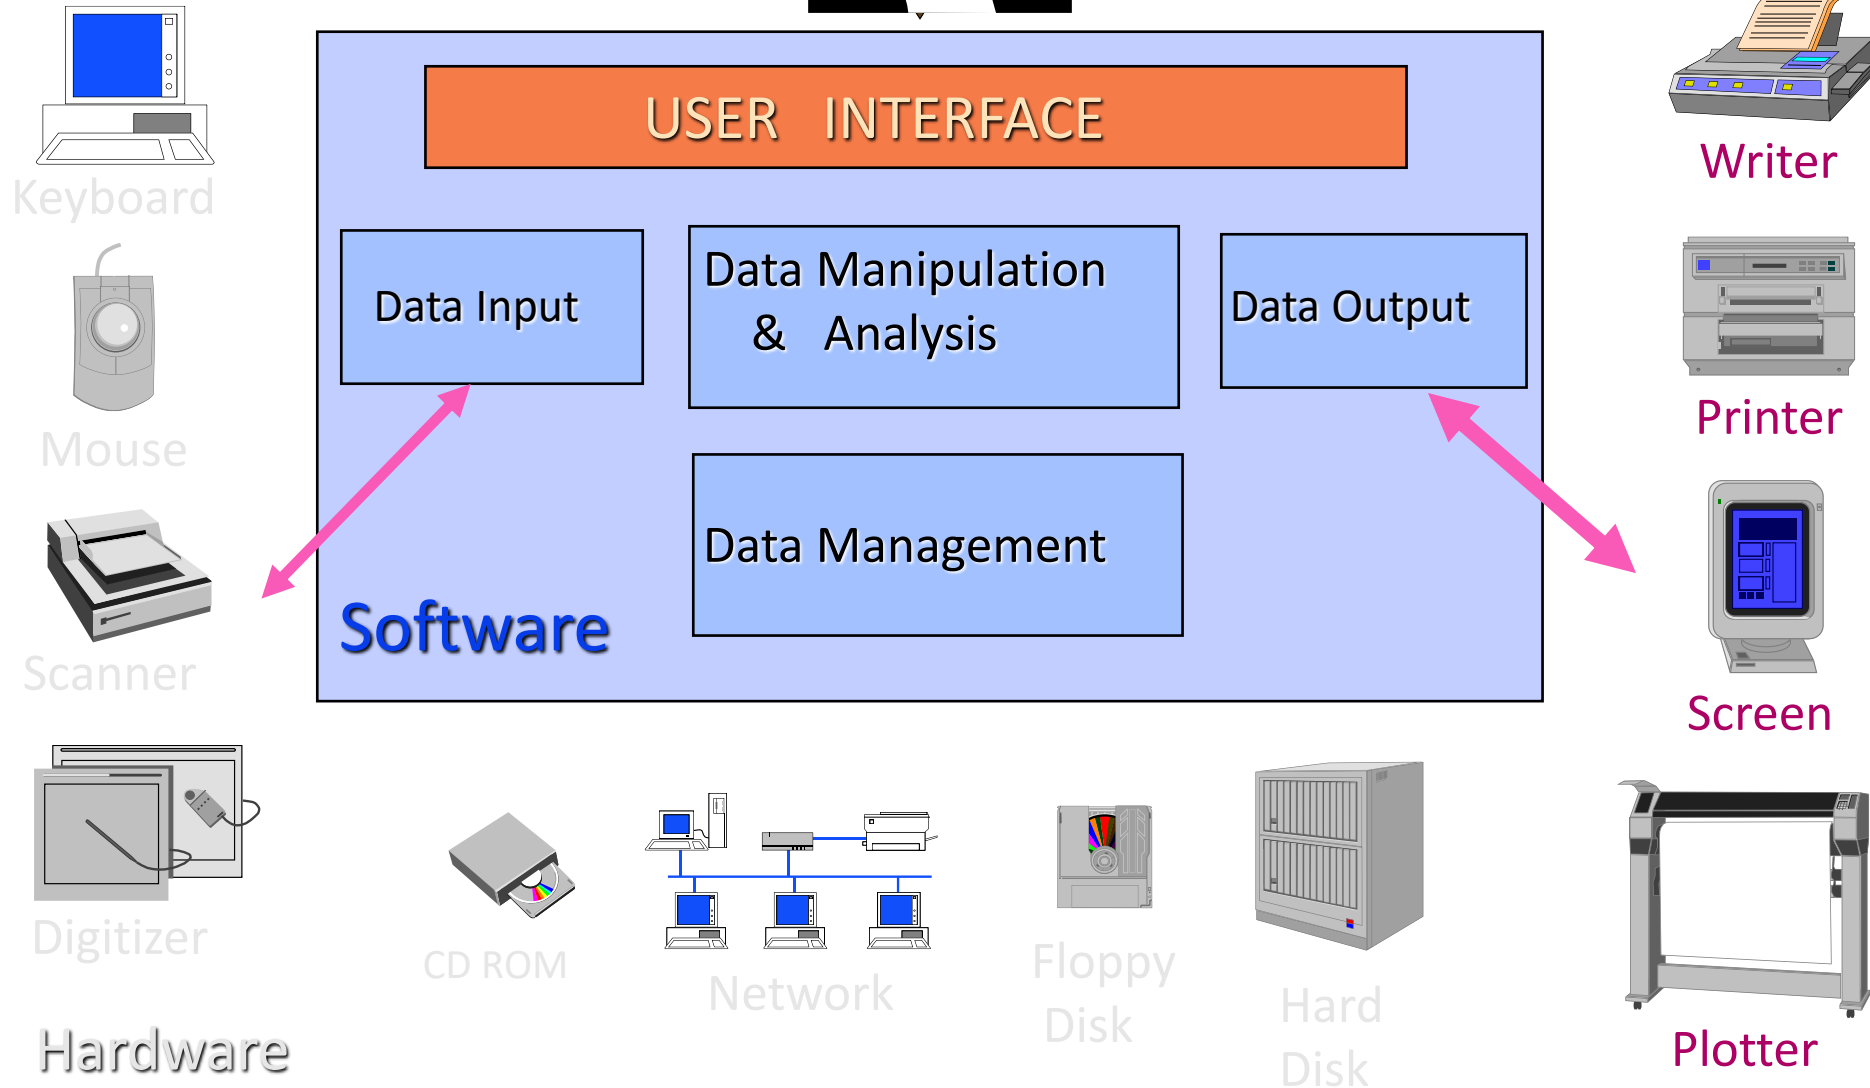 USER INTERFACE
Keyboard
Writer
Data Input
Data Manipulation
& Analysis
Data Output
Mouse
Printer
Data Management
Software
Scanner
Screen
Digitizer
CD ROM
Network
Floppy
Disk
Hard
Disk
Hardware
Plotter